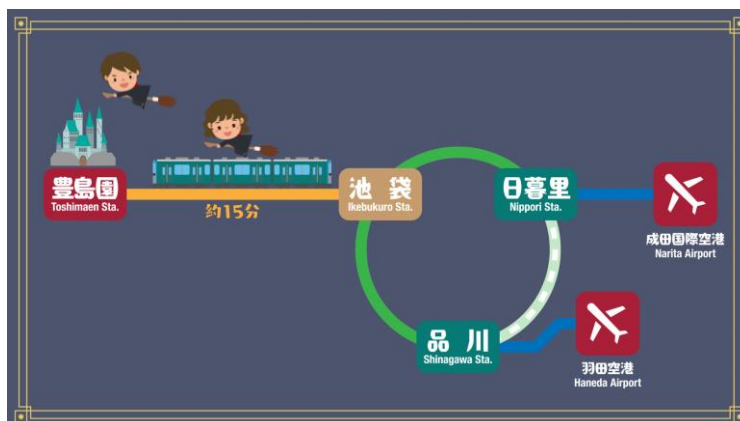 豊島園
Toshimaen Sta.
約15分
池袋
Ikebukuro Sta.
日暮里
Nippori Sta.
成田国際空港
Narita Airport
品川
Shinagawa Sta.
羽田空港
Haneda Airport